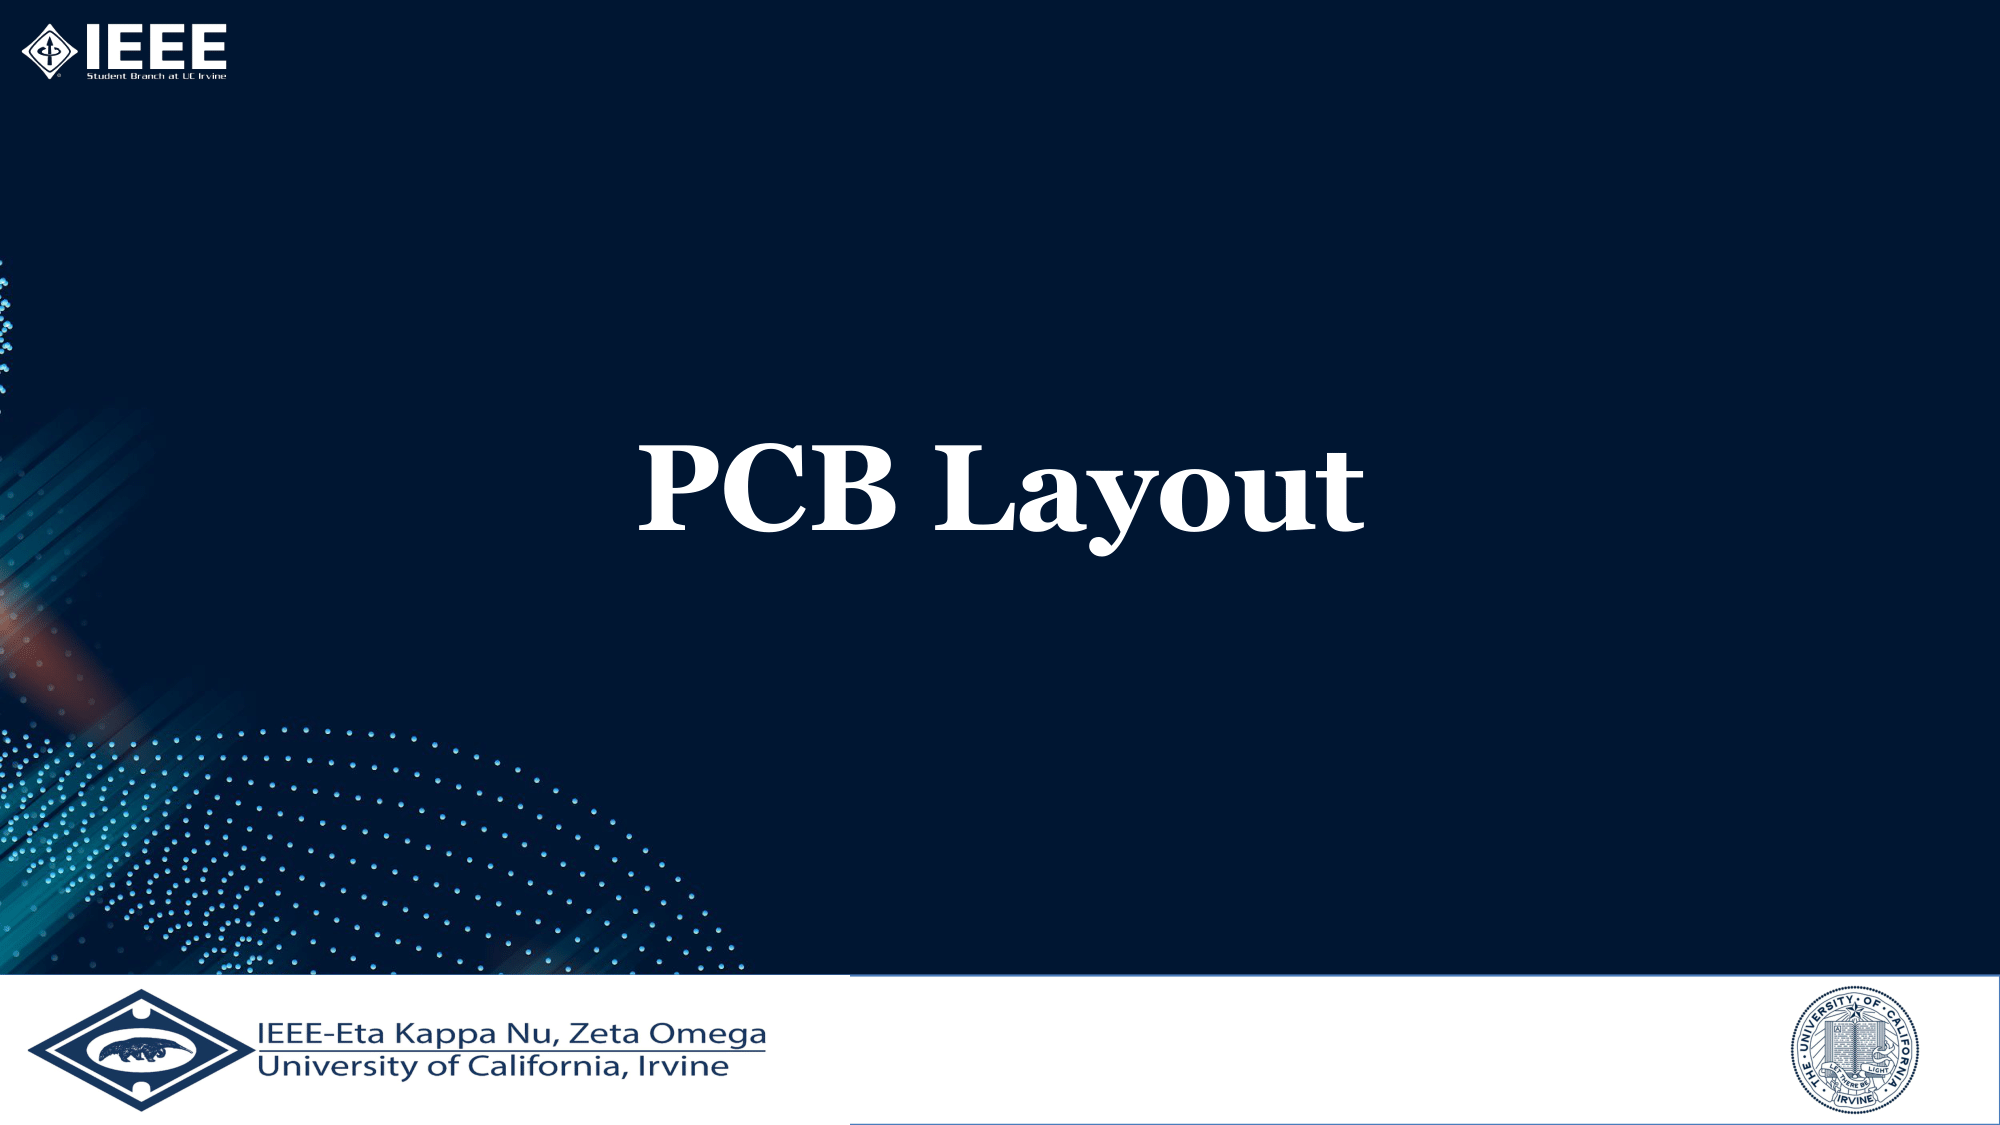 IEEE
Student Branch at UC Irvine
PCB Layout
IEEE-Eta Kappa Nu, Zeta Omega
University of California, Irvine
THE · UNIVERSITY · OF · CALIFORNIA
LET THERE BE LIGHT
IRVINE